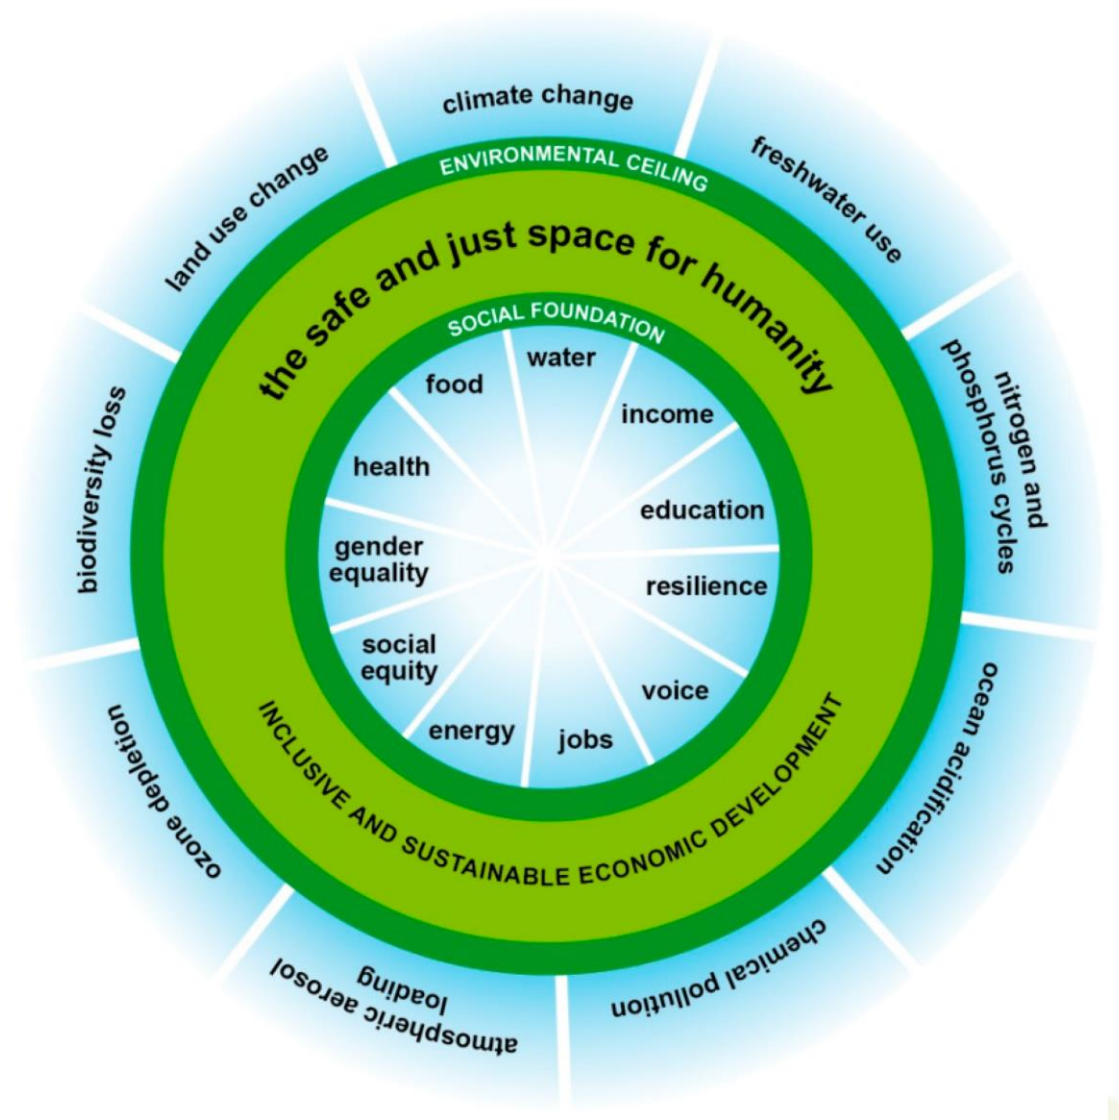 climate change
freshwater use
nitrogen and
phosphorus cycles
ocean acidification
chemical pollution
atmospheric aerosol
loading
ozone depletion
biodiversity loss
land use change
ENVIRONMENTAL CEILING
the safe and just space for humanity
SOCIAL FOUNDATION
water
income
education
resilience
voice
jobs
energy
social
equity
gender
equality
health
food
INCLUSIVE AND SUSTAINABLE ECONOMIC DEVELOPMENT